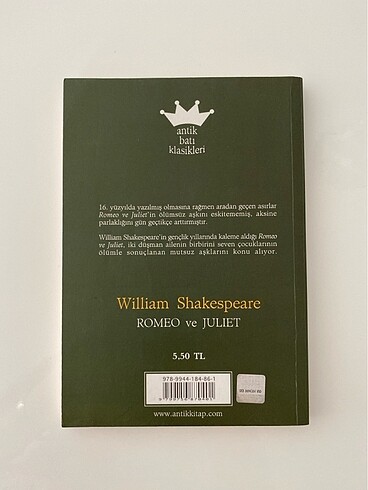 antik
batı
klasikleri
16. yüzyılda yazılmış olmasına rağmen aradan geçen asırlar
Romeo ve Juliet'in ölümsüz aşkını eskitememiş, aksine
parlaklığını gün geçtikçe arttırmıştır.
William Shakespeare'in gençlik yıllarında kaleme aldığı Romeo
ve Juliet, iki düşman ailenin birbirini seven çocuklarının
ölümle sonuçlanan mutsuz aşklarını konu alıyor.
William Shakespeare
ROMEO ve JULIET
5,50 TL
978-9944-184-86-1
www.antikkitap.com